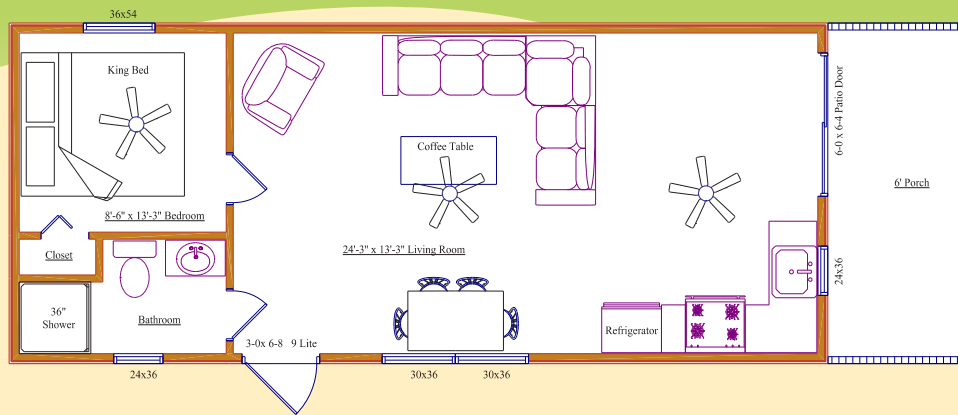 36x54
King Bed
8'-6" x 13'-3" Bedroom
Closet
36"
Shower
Bathroom
24x36
3-0x 6-8 9 Lite
24'-3" x 13'-3" Living Room
Coffee Table
30x36
30x36
Refrigerator
6-0 x 6-4 Patio Door
24x36
6' Porch